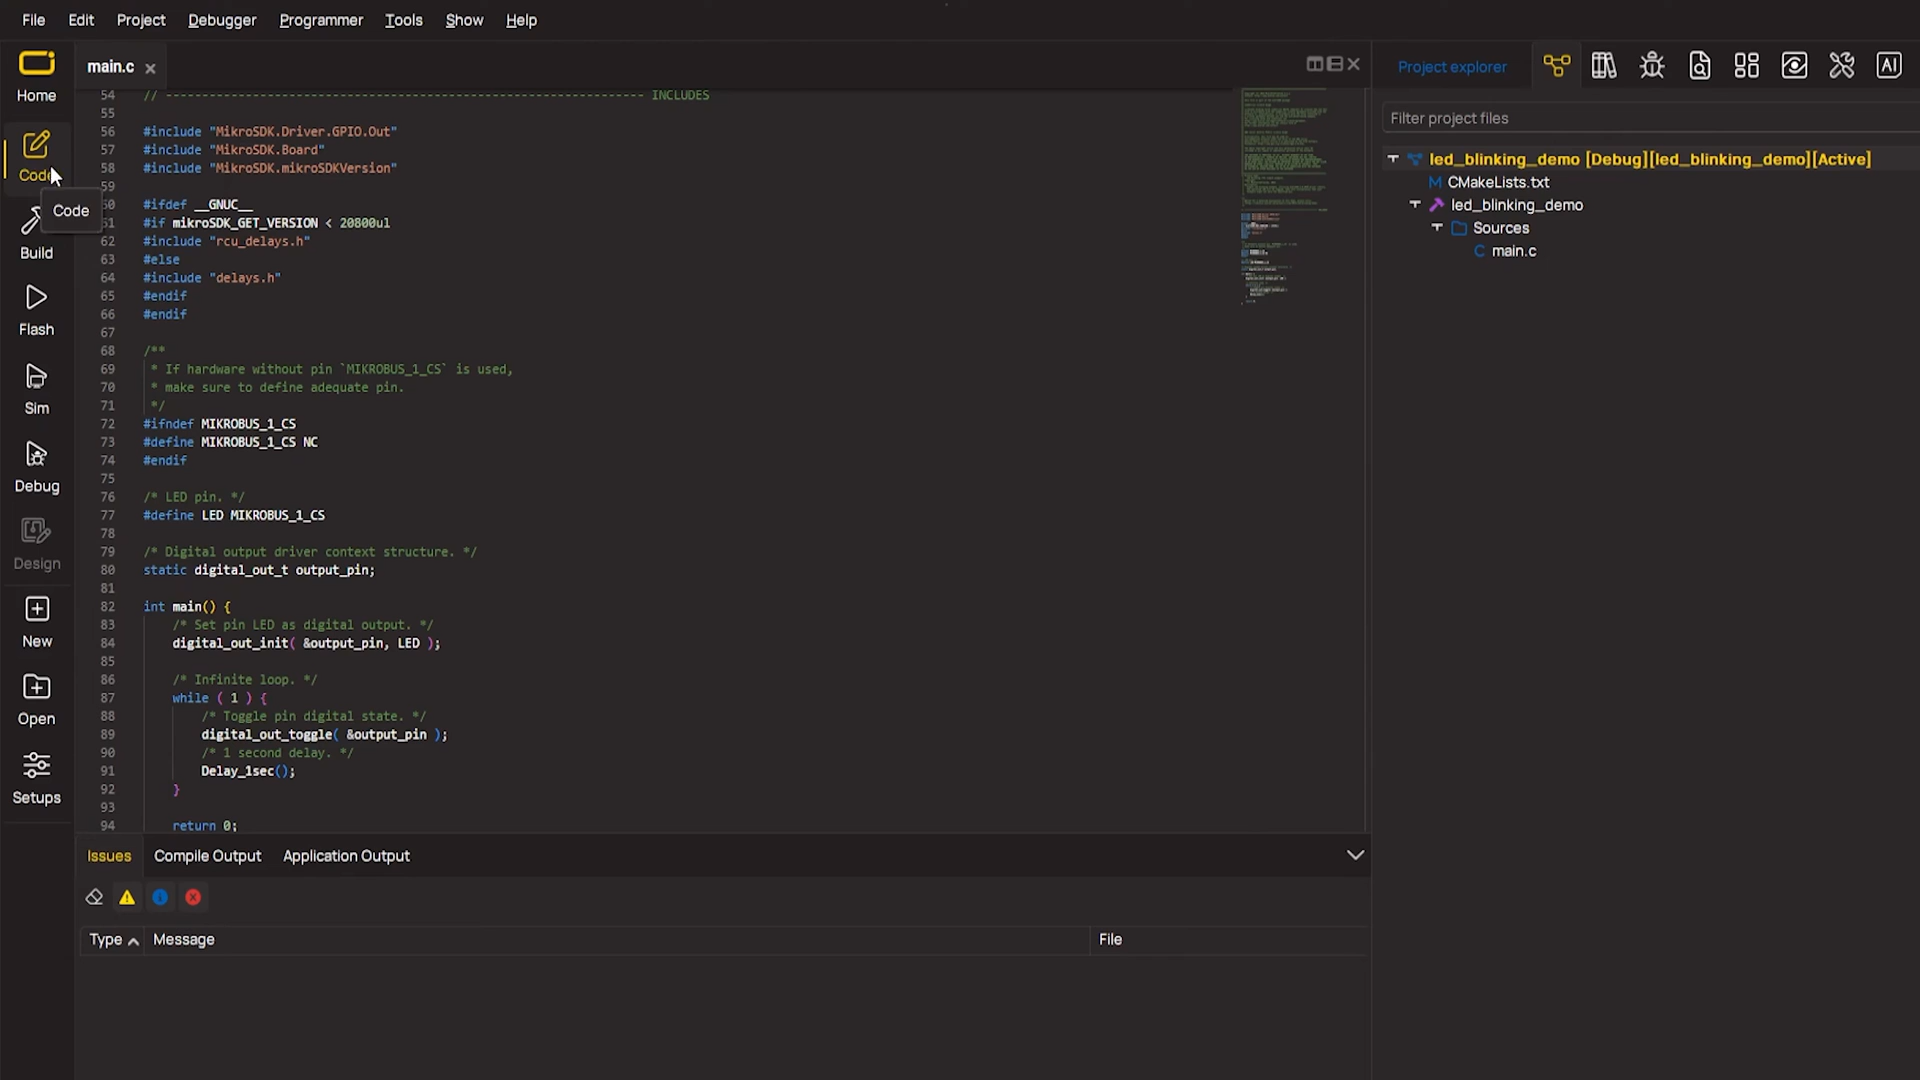 File Edit Project Debugger Programmer Tools Show Help
Home
Code
Code
Build
Flash
Sim
Debug
Design
New
Open
Setups
main.c
54 // ------------------------------------------------------------------ INCLUDES
55
56 #include "MikroSDK.Driver.GPIO.Out"
57 #include "MikroSDK.Board"
58 #include "MikroSDK.mikroSDKVersion"
59
60 #ifdef __GNUC__
61 #if mikroSDK_GET_VERSION < 20800ul
62 #include "rcu_delays.h"
63 #else
64 #include "delays.h"
65 #endif
66 #endif
67
68 /**
69 * If hardware without pin `MIKROBUS_1_CS` is used,
70 * make sure to define adequate pin.
71 */
72 #ifndef MIKROBUS_1_CS
73 #define MIKROBUS_1_CS NC
74 #endif
75
76 /* LED pin. */
77 #define LED MIKROBUS_1_CS
78
79 /* Digital output driver context structure. */
80 static digital_out_t output_pin;
81
82 int main() {
83 /* Set pin LED as digital output. */
84 digital_out_init( &output_pin, LED );
85
86 /* Infinite loop. */
87 while ( 1 ) {
88 /* Toggle pin digital state. */
89 digital_out_toggle( &output_pin );
90 /* 1 second delay. */
91 Delay_1sec();
92 }
93
94 return 0;
Issues Compile Output Application Output
Type Message File
Project explorer
AI
Filter project files
led_blinking_demo [Debug][led_blinking_demo][Active]
M CMakeLists.txt
led_blinking_demo
Sources
C main.c